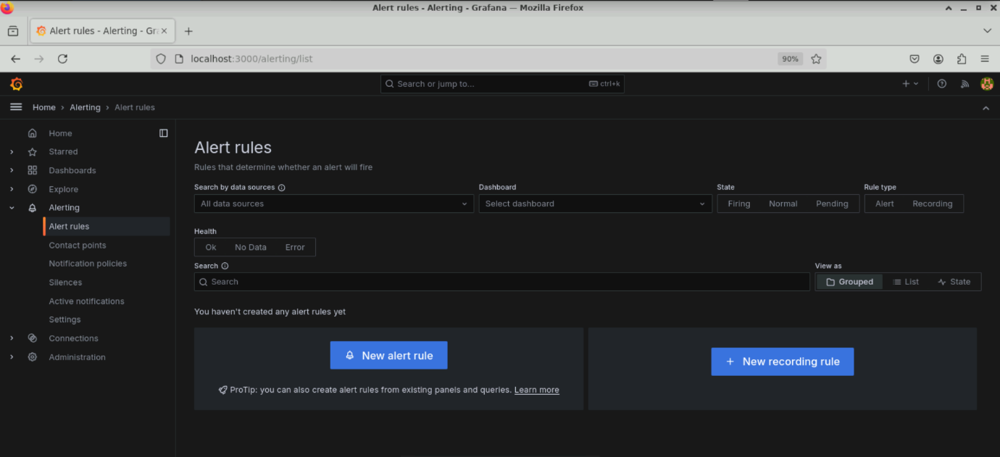 Alert rules - Alerting - Grafana — Mozilla Firefox
Alert rules - Alerting - Gr
localhost:3000/alerting/list
90%
Search or jump to...
ctrl+k
Home › Alerting › Alert rules
Home
Starred
Dashboards
Explore
Alerting
Alert rules
Contact points
Notification policies
Silences
Active notifications
Settings
Connections
Administration
Alert rules
Rules that determine whether an alert will fire
Search by data sources Dashboard State Rule type
All data sources Select dashboard Firing Normal Pending Alert Recording
Health
Ok No Data Error
Search View as
Search Grouped List State
You haven't created any alert rules yet
New alert rule
New recording rule
ProTip: you can also create alert rules from existing panels and queries. Learn more